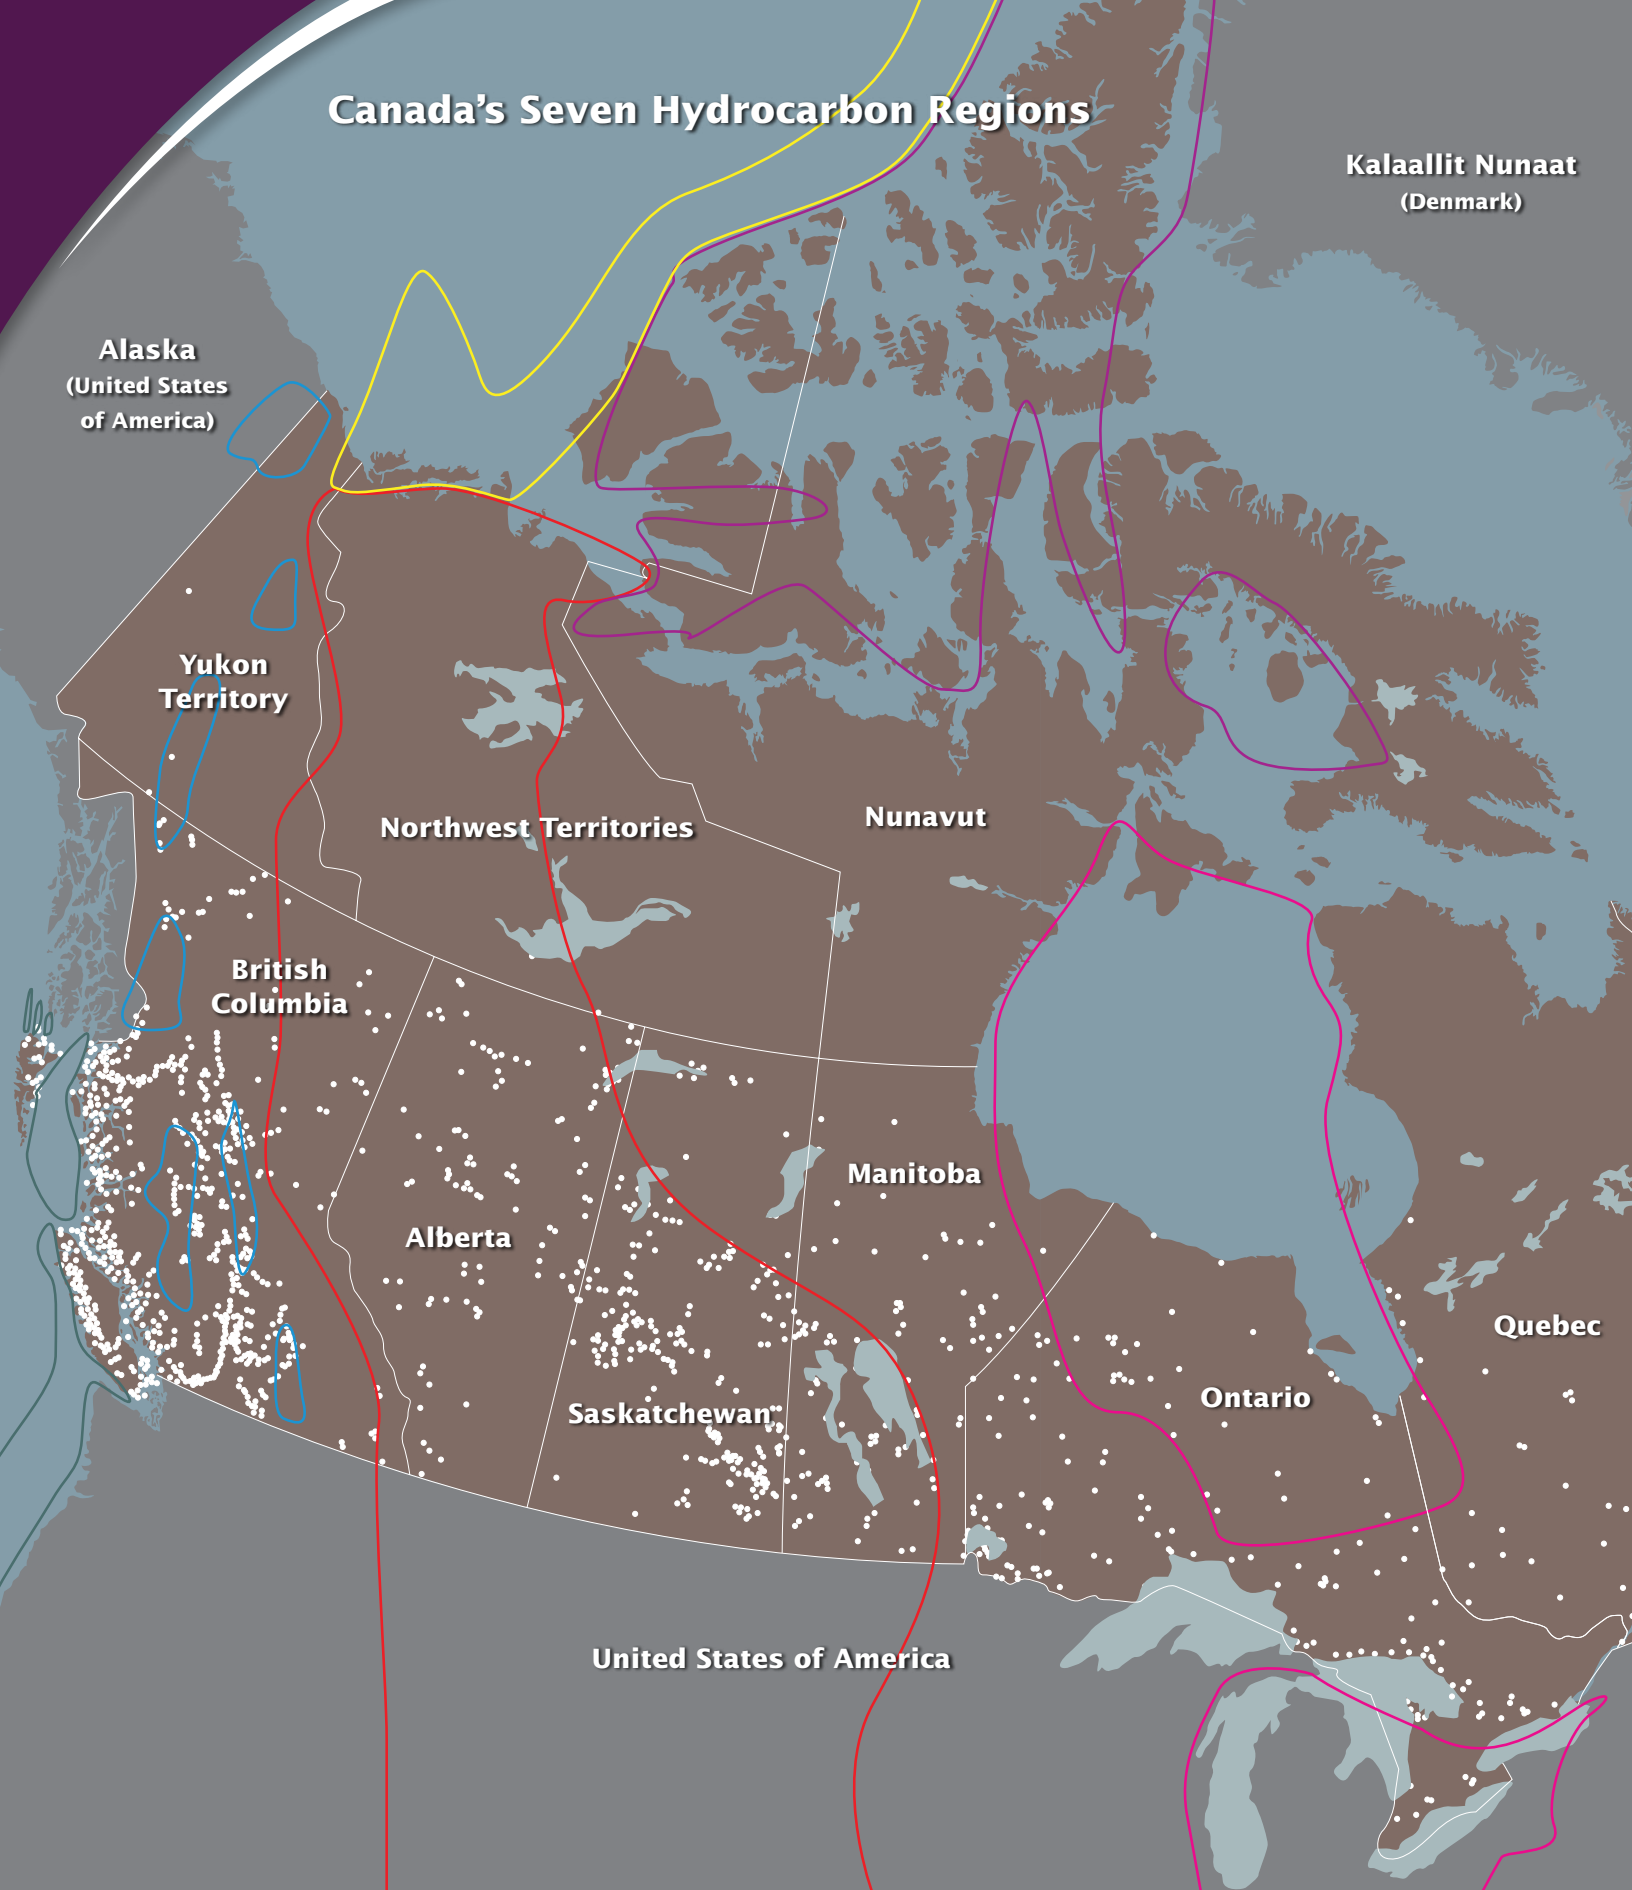 Canada's Seven Hydrocarbon Regions
Kalaallit Nunaat
(Denmark)
Alaska
(United States
of America)
Yukon
Territory
Northwest Territories
Nunavut
British
Columbia
Manitoba
Alberta
Quebec
Ontario
Saskatchewan
United States of America